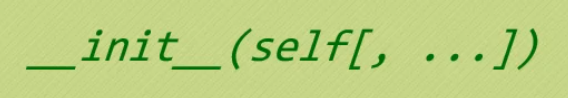 __init__(self[, ...])